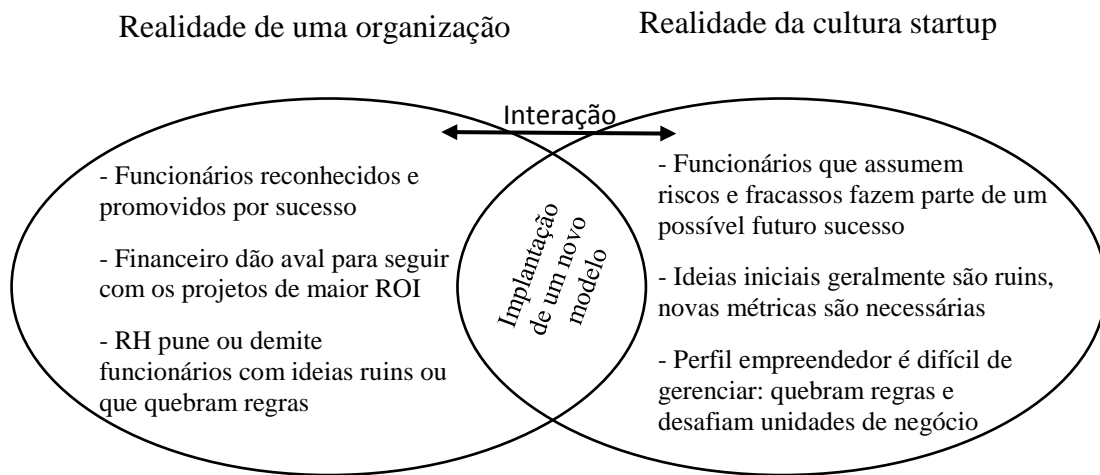 Realidade de uma organização
Realidade da cultura startup
Interação
- Funcionários reconhecidos e
promovidos por sucesso
- Financeiro dão aval para seguir
com os projetos de maior ROI
- RH pune ou demite
funcionários com ideias ruins ou
que quebram regras
Implantação
de um novo
modelo
- Funcionários que assumem
riscos e fracassos fazem parte de um
possível futuro sucesso
- Ideias iniciais geralmente são ruins,
novas métricas são necessárias
- Perfil empreendedor é difícil de
gerenciar: quebram regras e
desafiam unidades de negócio